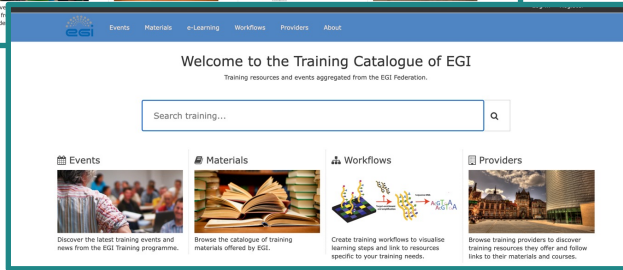 EGI
Events Materials e-Learning Workflows Providers About
Welcome to the Training Catalogue of EGI
Training resources and events aggregated from the EGI Federation.
Search training...
Events
Discover the latest training events and
news from the EGI Training programme.
Materials
Browse the catalogue of training
materials offered by EGI.
Workflows
Create training workflows to visualise
learning steps and link to resources
specific to your training needs.
Providers
Browse training providers to discover
training resources they offer and follow
links to their materials and courses.